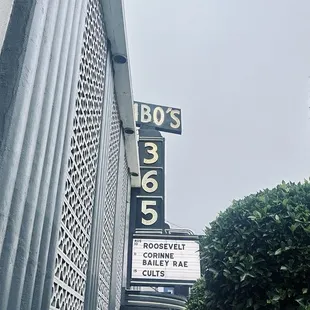 IBO'S
3
6
5
ROOSEVELT
CORINNE
BAILEY RAE
CULTS